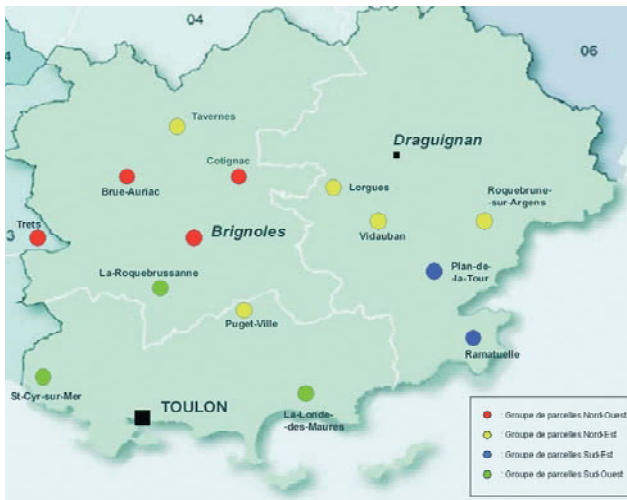 04
06
4
Tavernes
Draguignan
Cotignac
Brue-Auriac
Lorgues
Roquebrune-
-sur-Argens
Trets
3
Brignoles
Vidauban
La-Roquebrussanne
Plan-de-
-la-Tour
Puget-Ville
Ramatuelle
St-Cyr-sur-Mer
TOULON
La-Londe-
-des-Maures
: Groupe de parcelles Nord-Ouest
: Groupe de parcelles Nord-Est
: Groupe de parcelles Sud-Est
: Groupe de parcelles Sud-Ouest